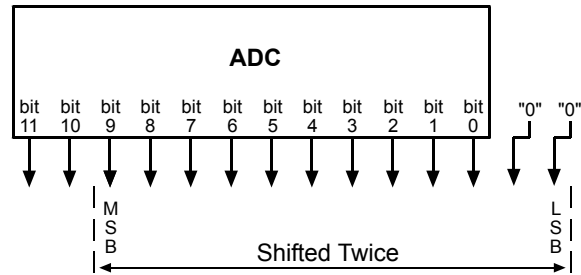 ADC
bit bit bit bit bit bit bit bit bit bit bit bit "0" "0"
11 10 9 8 7 6 5 4 3 2 1 0
MSB LSB
Shifted Twice